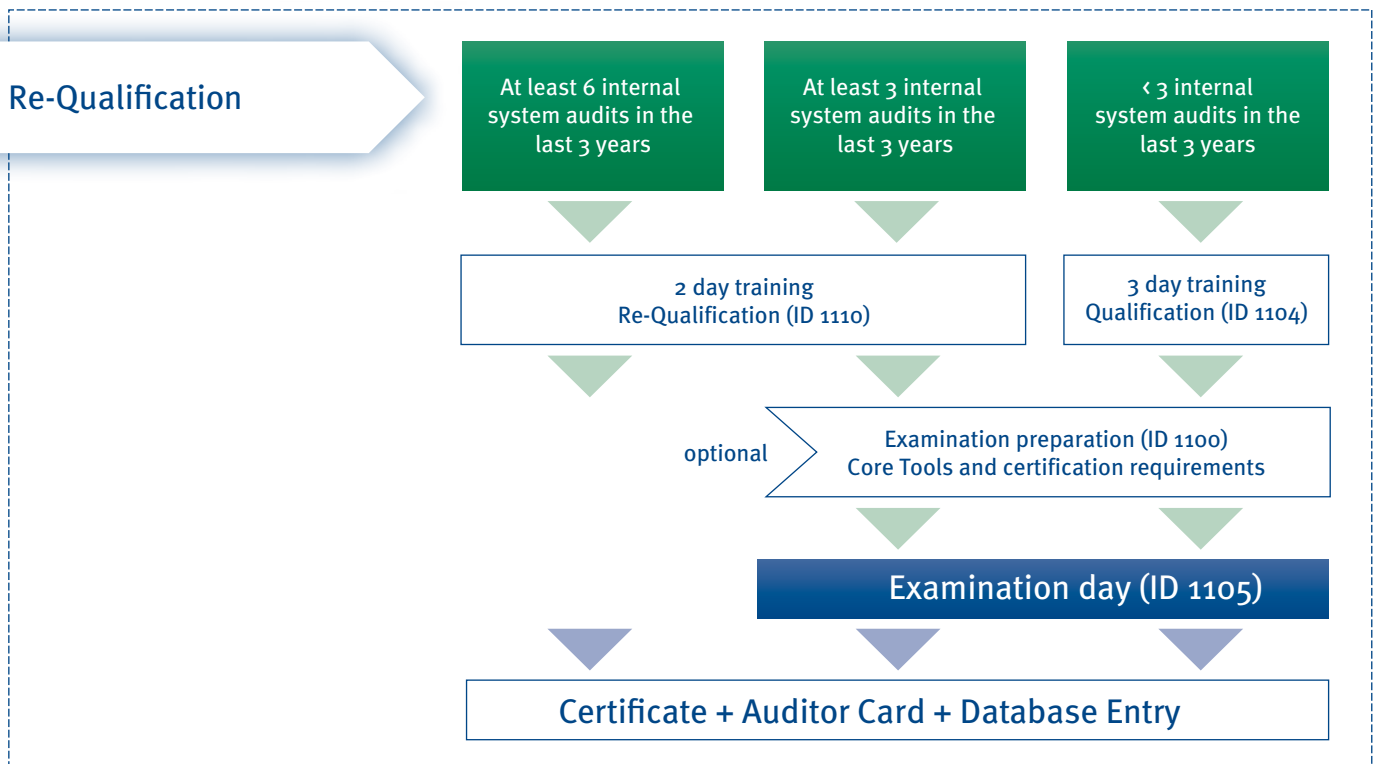 Re-Qualification
At least 6 internal
system audits in the
last 3 years
At least 3 internal
system audits in the
last 3 years
< 3 internal
system audits in the
last 3 years
2 day training
Re-Qualification (ID 1110)
3 day training
Qualification (ID 1104)
optional
Examination preparation (ID 1100)
Core Tools and certification requirements
Examination day (ID 1105)
Certificate + Auditor Card + Database Entry